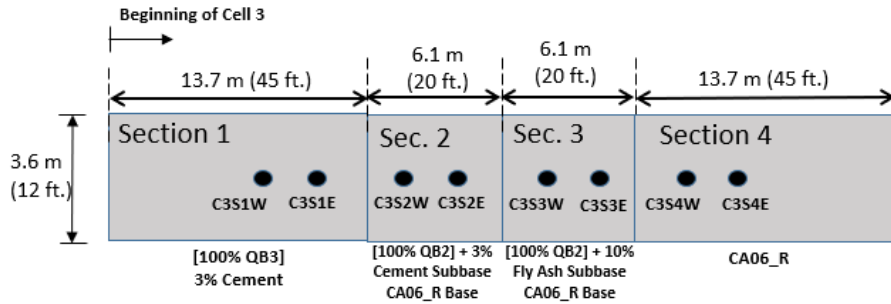 Beginning of Cell 3
13.7 m (45 ft.)
6.1 m
(20 ft.)
6.1 m
(20 ft.)
13.7 m (45 ft.)
3.6 m
(12 ft.)
Section 1
Sec. 2
Sec. 3
Section 4
C3S1W
C3S1E
C3S2W
C3S2E
C3S3W
C3S3E
C3S4W
C3S4E
[100% QB3]
3% Cement
[100% QB2] + 3%
Cement Subbase
CA06_R Base
[100% QB2] + 10%
Fly Ash Subbase
CA06_R Base
CA06_R